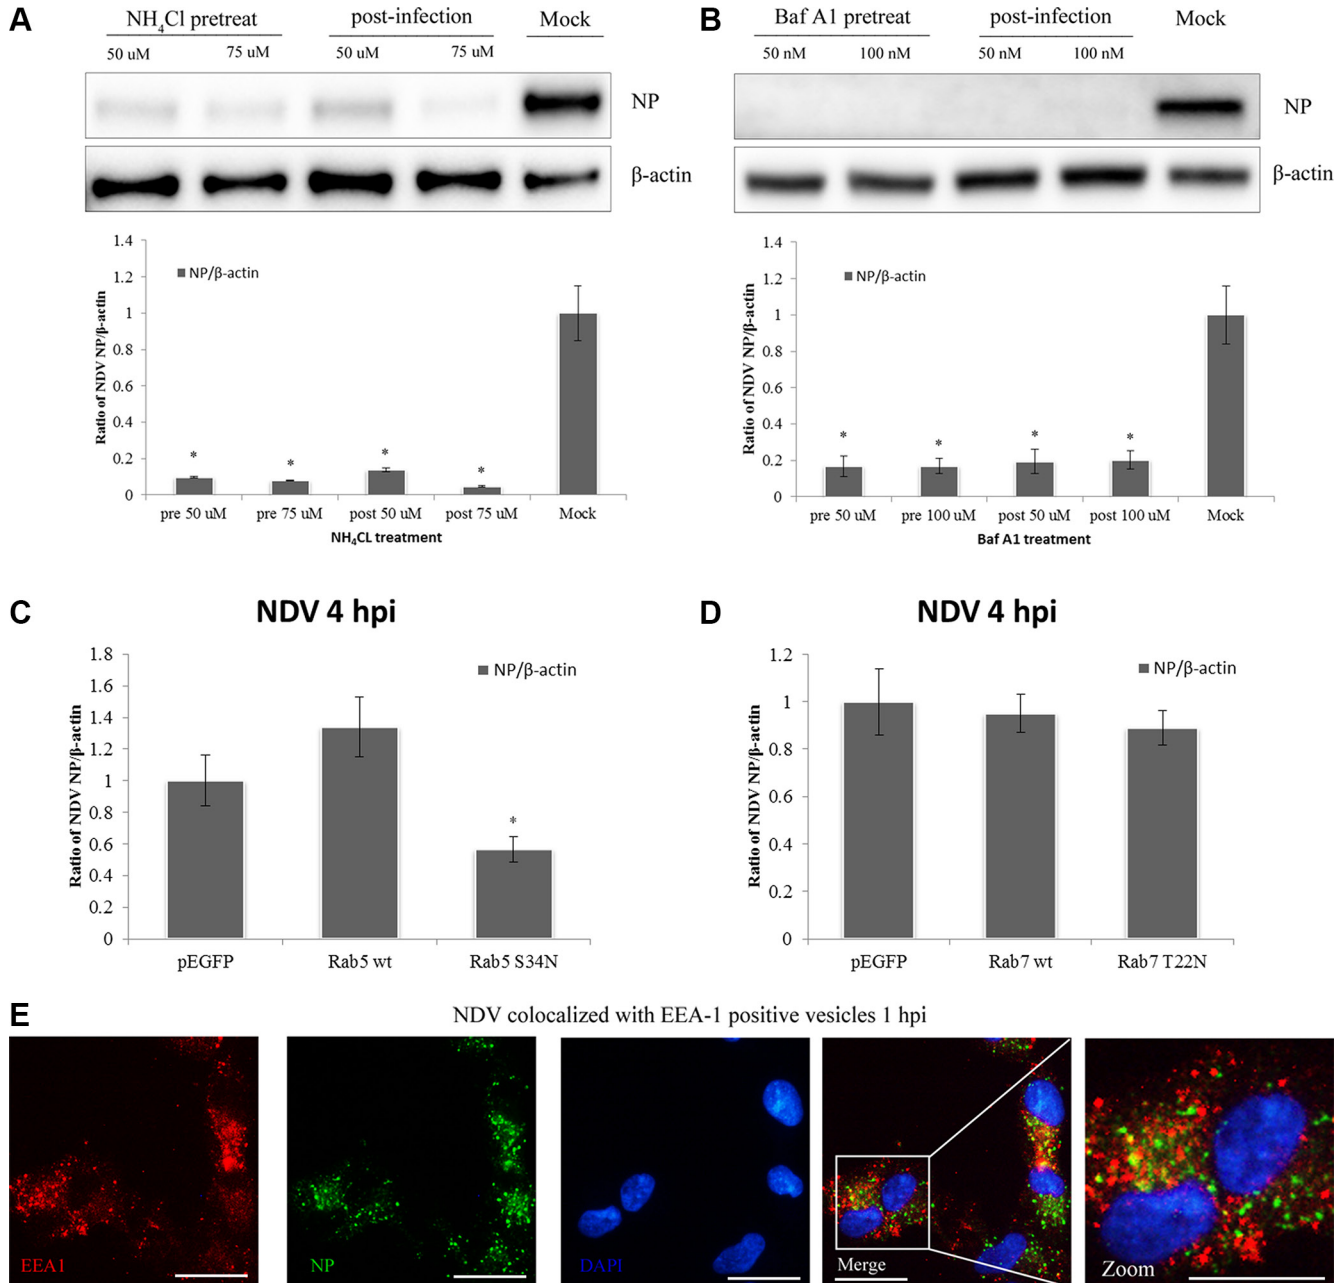 A
NH₄Cl pretreat post-infection Mock
50 uM 75 uM 50 uM 75 uM
NP
β-actin
1.4
1.2
1
0.8
0.6
0.4
0.2
0
Ratio of NDV NP/β-actin
NP/β-actin
* * * *
pre 50 uM pre 75 uM post 50 uM post 75 uM Mock
NH₄CL treatment
B
Baf A1 pretreat post-infection Mock
50 nM 100 nM 50 nM 100 nM
NP
β-actin
1.4
1.2
1
0.8
0.6
0.4
0.2
0
Ratio of NDV NP/β-actin
NP/β-actin
* * * *
pre 50 uM pre 100 uM post 50 uM post 100 uM Mock
Baf A1 treatment
C
NDV 4 hpi
1.8
1.6
1.4
1.2
1
0.8
0.6
0.4
0.2
0
Ratio of NDV NP/β-actin
NP/β-actin
*
pEGFP Rab5 wt Rab5 S34N
D
NDV 4 hpi
1.2
1
0.8
0.6
0.4
0.2
0
Ratio of NDV NP/β-actin
NP/β-actin
pEGFP Rab7 wt Rab7 T22N
E
NDV colocalized with EEA-1 positive vesicles 1 hpi
EEA1
NP
DAPI
Merge
Zoom